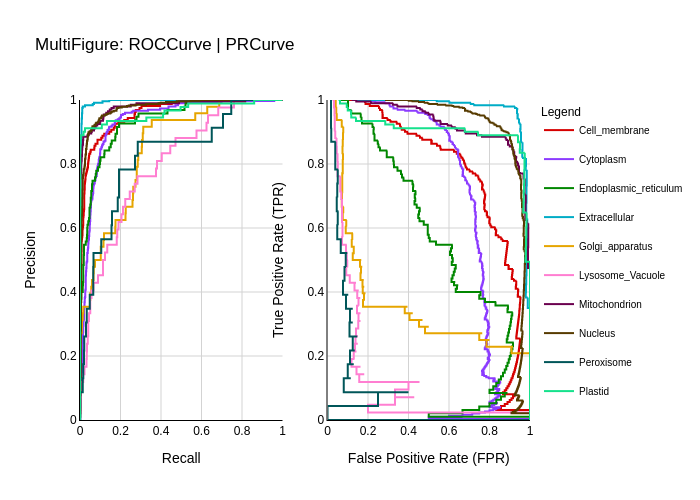 MultiFigure: ROCCurve | PRCurve
Precision
1
0.8
0.6
0.4
0.2
0
0
0.2
0.4
0.6
0.8
1
Recall
True Positive Rate (TPR)
1
0.8
0.6
0.4
0.2
0
0
0.2
0.4
0.6
0.8
1
False Positive Rate (FPR)
Legend
Cell_membrane
Cytoplasm
Endoplasmic_reticulum
Extracellular
Golgi_apparatus
Lysosome_Vacuole
Mitochondrion
Nucleus
Peroxisome
Plastid